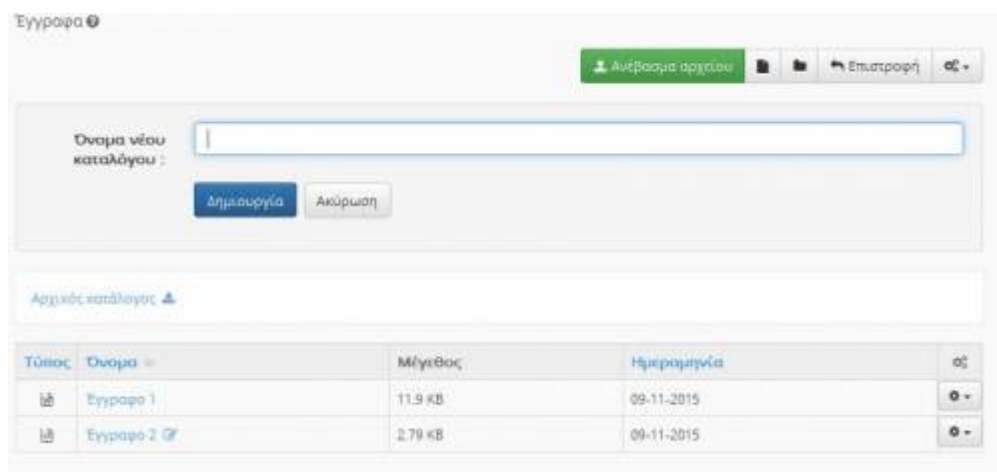 Έγγραφα
Ανέβασμα αρχείου Επιστροφή
Όνομα νέου
καταλόγου :
Δημιουργία Ακύρωση
Αρχικός κατάλογος
Τύπος Όνομα Μέγεθος Ημερομηνία
Έγγραφο 1 11.9 KB 09-11-2015
Έγγραφο 2 2.79 KB 09-11-2015